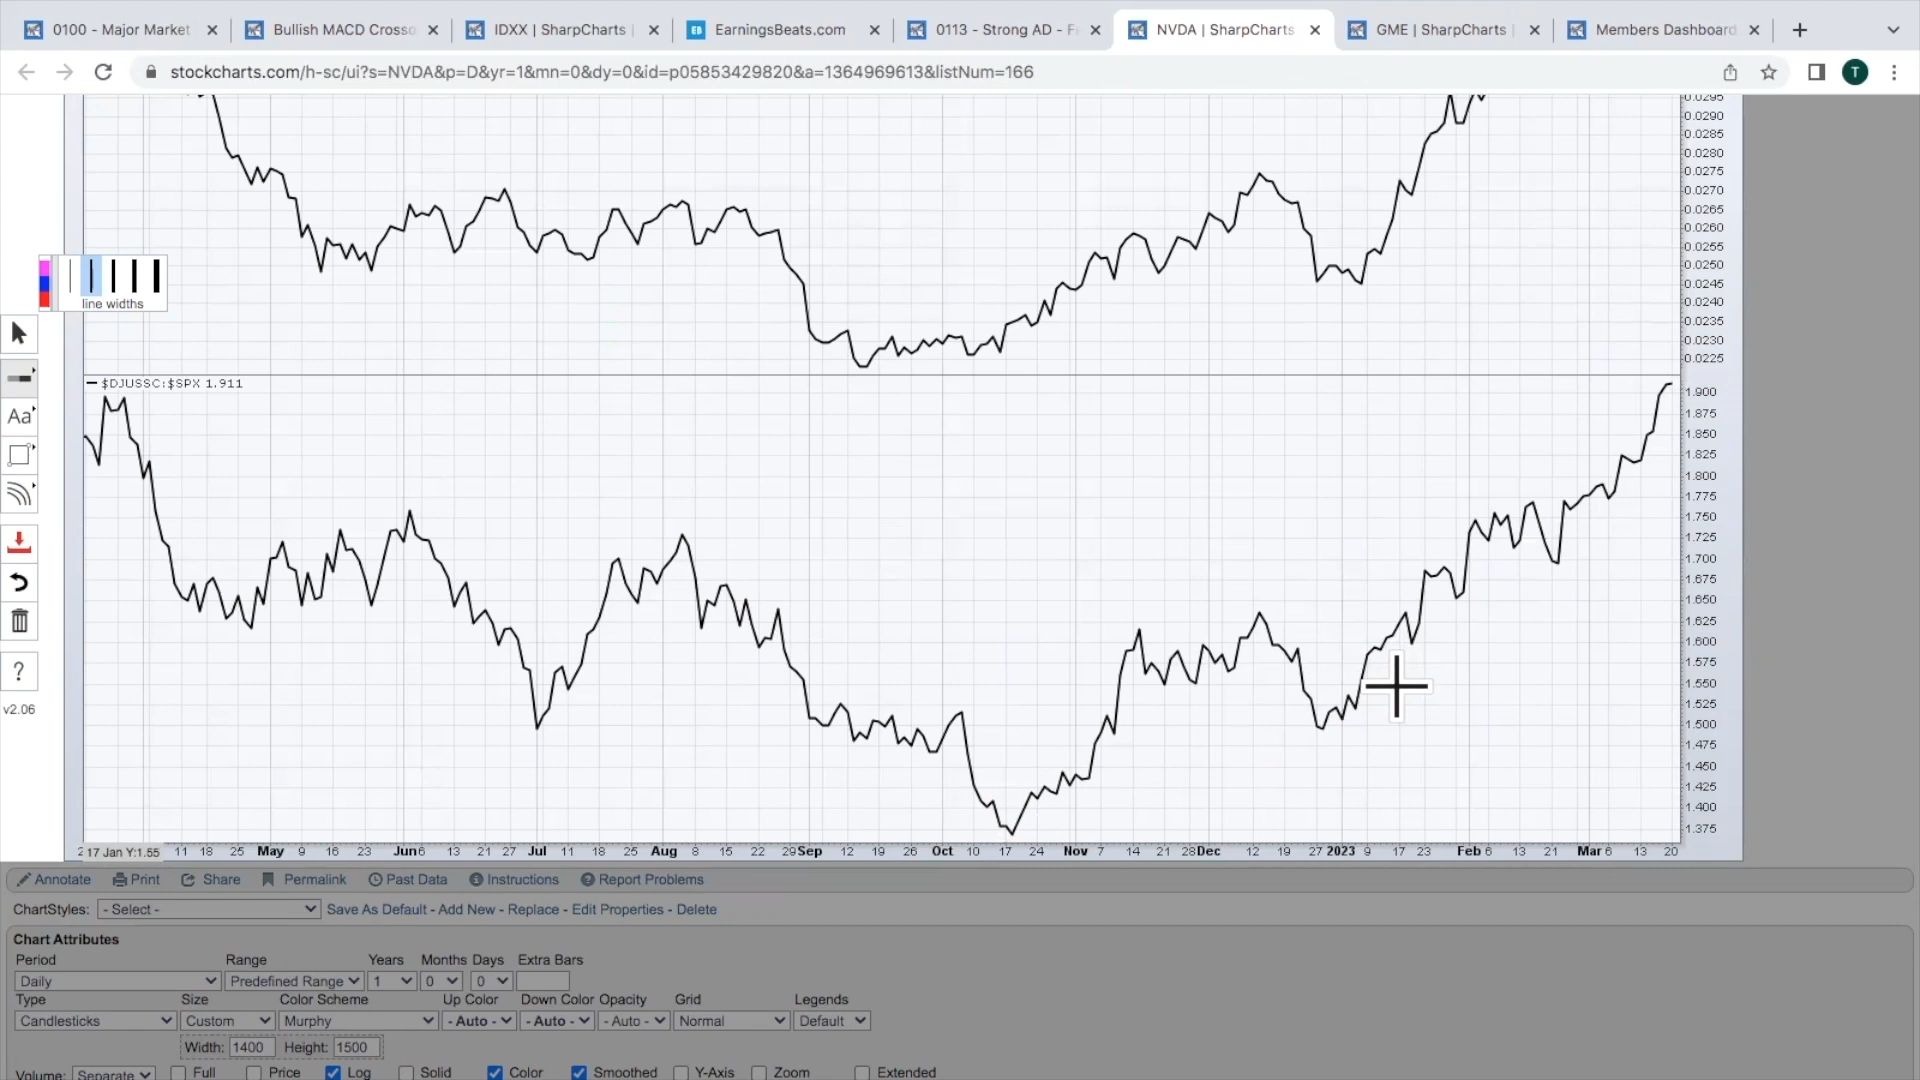 0100 - Major Market
Bullish MACD Crosso
IDXX | SharpCharts |
EB EarningsBeats.com
0113 - Strong AD - F
NVDA | SharpCharts
GME | SharpCharts |
Members Dashboard
stockcharts.com/h-sc/ui?s=NVDA&p=D&yr=1&mn=0&dy=0&id=p05853429820&a=1364969613&listNum=166
T
0.0295
0.0290
0.0285
0.0280
0.0275
0.0270
0.0265
0.0260
0.0255
0.0250
0.0245
0.0240
0.0235
0.0230
0.0225
line widths
Aa
?
v2.06
$DJUSSC:$SPX 1.911
1.900
1.875
1.850
1.825
1.800
1.775
1.750
1.725
1.700
1.675
1.650
1.625
1.600
1.575
1.550
1.525
1.500
1.475
1.450
1.425
1.400
1.375
17 Jan Y:1.55 11 18 25 May 9 16 23 Jun 6 13 21 27 Jul 11 18 25 Aug 8 15 22 29 Sep 12 19 26 Oct 10 17 24 Nov 7 14 21 28 Dec 12 19 27 2023 9 17 23 Feb 6 13 21 Mar 6 13 20
Annotate Print Share Permalink Past Data Instructions Report Problems
ChartStyles: - Select - Save As Default - Add New - Replace - Edit Properties - Delete
Chart Attributes
Period Range Years Months Days Extra Bars
Daily Predefined Range 1 0 0
Type Size Color Scheme Up Color Down Color Opacity Grid Legends
Candlesticks Custom Murphy - Auto - - Auto - - Auto - Normal Default
Width: 1400 Height: 1500
Volume: Separate Full Price Log Solid Color Smoothed Y-Axis Zoom Extended